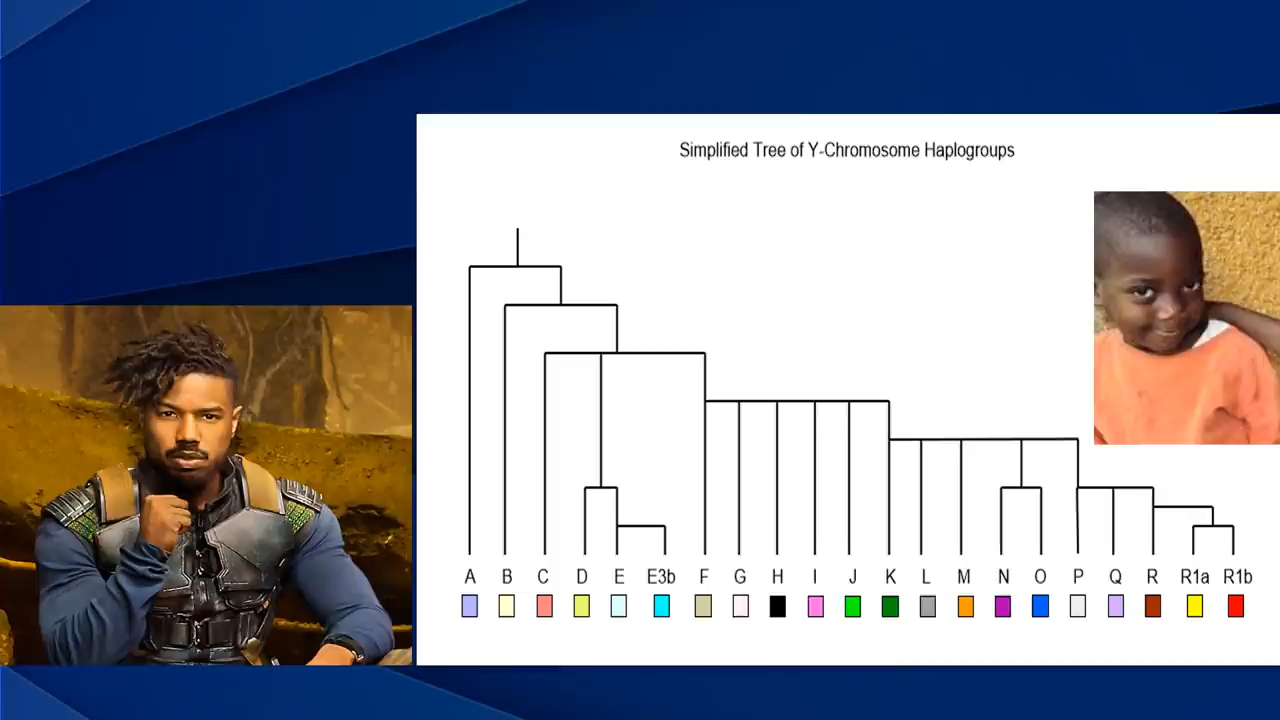 Simplified Tree of Y-Chromosome Haplogroups
A B C D E E3b F G H I J K L M N O P Q R R1a R1b